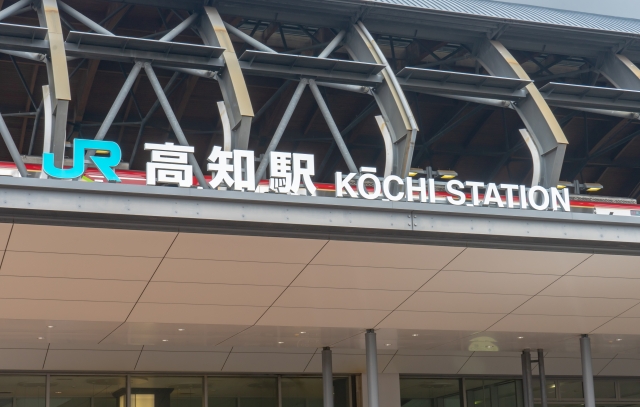 JR 高知駅 KŌCHI STATION